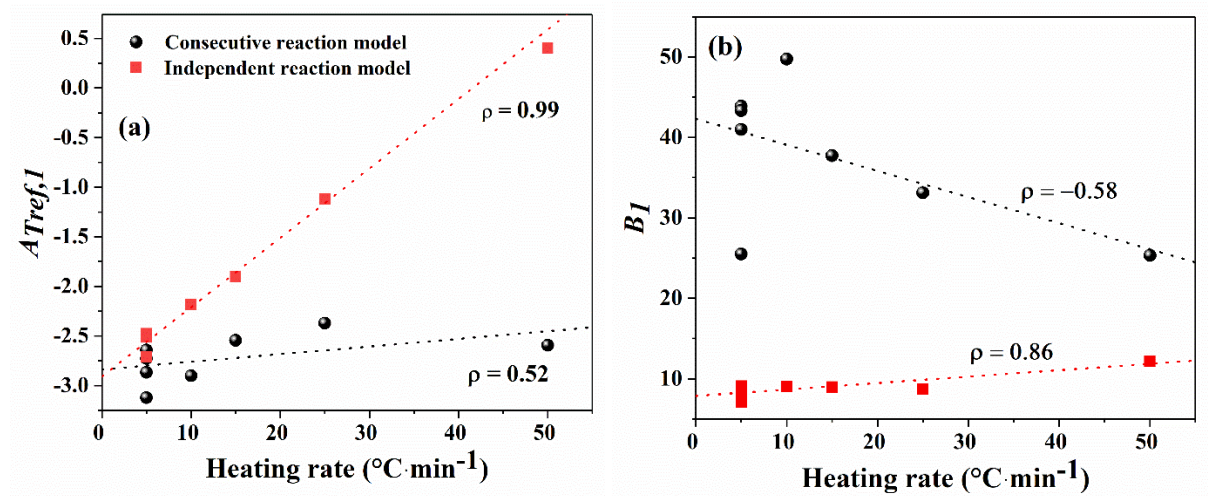 (a)
Consecutive reaction model
Independent reaction model
ρ = 0.99
ρ = 0.52
0.5
0.0
-0.5
-1.0
-1.5
-2.0
-2.5
-3.0
A_Tref,1
0 10 20 30 40 50
Heating rate (°C·min⁻¹)
(b)
ρ = −0.58
ρ = 0.86
50
40
30
20
10
B_1
0 10 20 30 40 50
Heating rate (°C·min⁻¹)